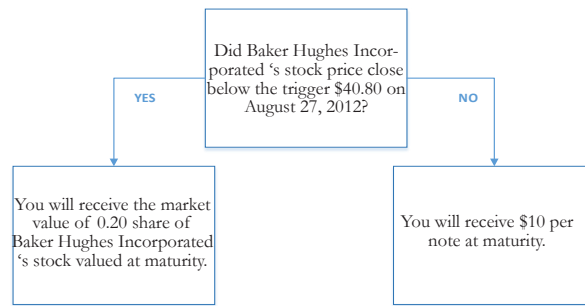 Did Baker Hughes Incor-
porated ‘s stock price close
below the trigger $40.80 on
August 27, 2012?
YES
NO
You will receive the market
value of 0.20 share of
Baker Hughes Incorporated
‘s stock valued at maturity.
You will receive $10 per
note at maturity.